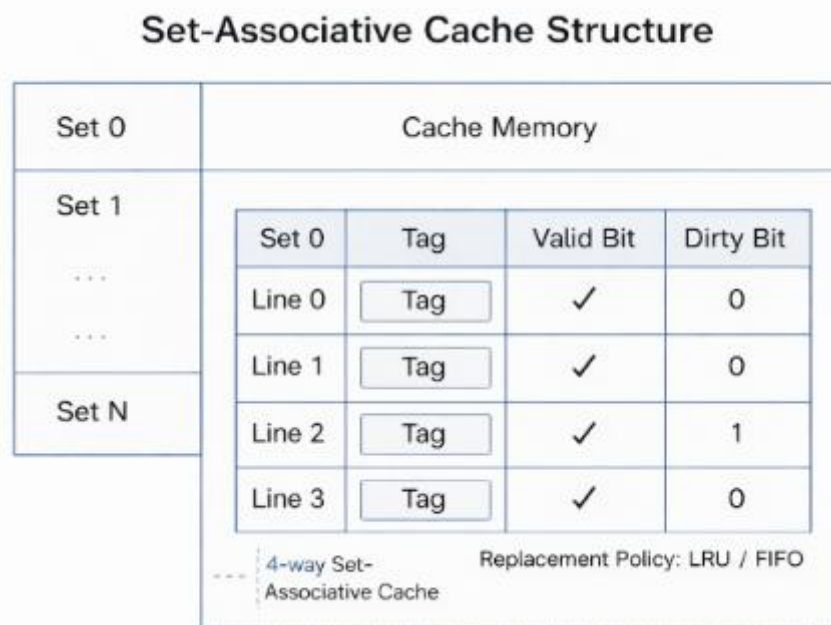 Set-Associative Cache Structure
Set 0
Cache Memory
Set 1
...
...
Set N
Set 0 Tag Valid Bit Dirty Bit
Line 0 Tag ✓ 0
Line 1 Tag ✓ 0
Line 2 Tag ✓ 1
Line 3 Tag ✓ 0
4-way Set-
Associative Cache
Replacement Policy: LRU / FIFO